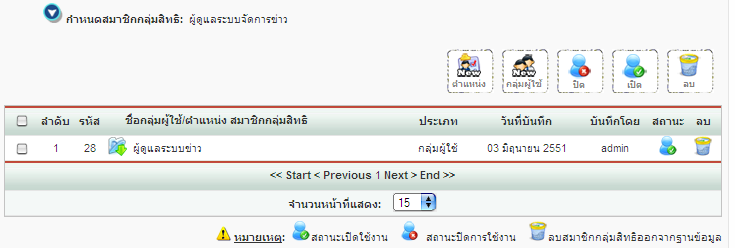 กำหนดสมาชิกกลุ่มสิทธิ: ผู้ดูแลระบบจัดการข่าว
New New
ตำแหน่ง กลุ่มผู้ใช้ ปิด เปิด ลบ
ลำดับ รหัส ชื่อกลุ่มผู้ใช้/ตำแหน่ง สมาชิกกลุ่มสิทธิ ประเภท วันที่บันทึก บันทึกโดย สถานะ ลบ
1 28 ผู้ดูแลระบบข่าว กลุ่มผู้ใช้ 03 มิถุนายน 2551 admin
<< Start < Previous 1 Next > End >>
จำนวนหน้าที่แสดง: 15
หมายเหตุ: สถานะเปิดใช้งาน สถานะปิดการใช้งาน ลบสมาชิกกลุ่มสิทธิออกจากฐานข้อมูล